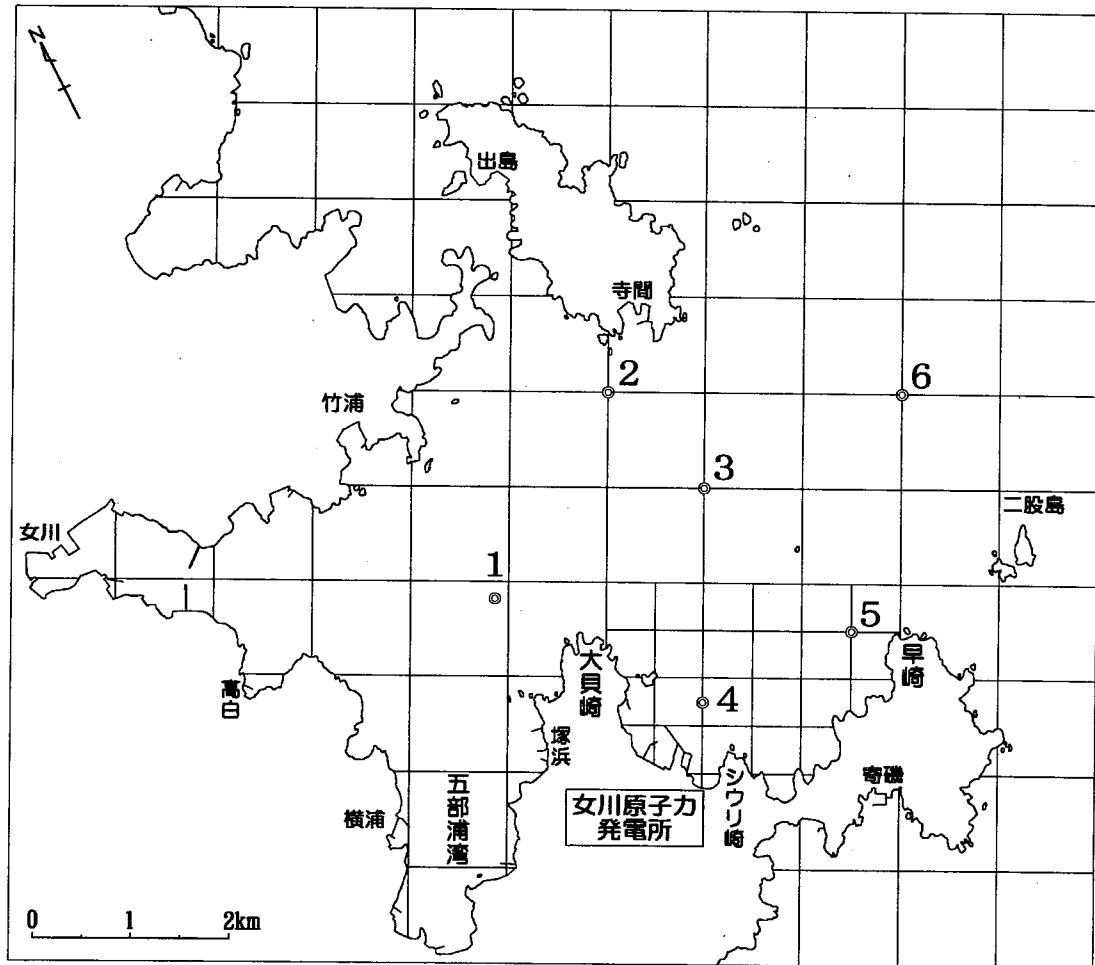 N
出島
寺間
2
6
竹浦
3
二股島
女川
1
5
大貝崎
早崎
高白
4
塚浜
シウリ崎
寄磯
五部浦湾
横浦
女川原子力
発電所
0 1 2km